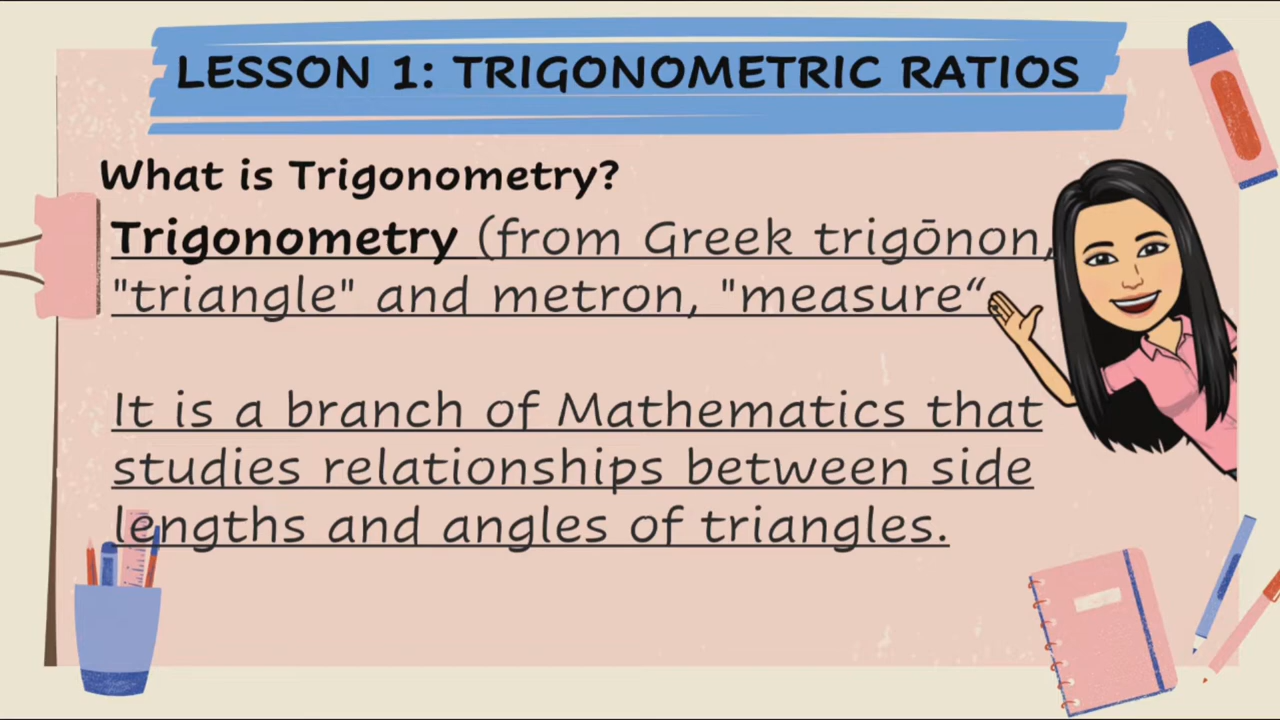 LESSON 1: TRIGONOMETRIC RATIOS
What is Trigonometry?
Trigonometry (from Greek trigōnon,
"triangle" and metron, "measure“
It is a branch of Mathematics that
studies relationships between side
lengths and angles of triangles.